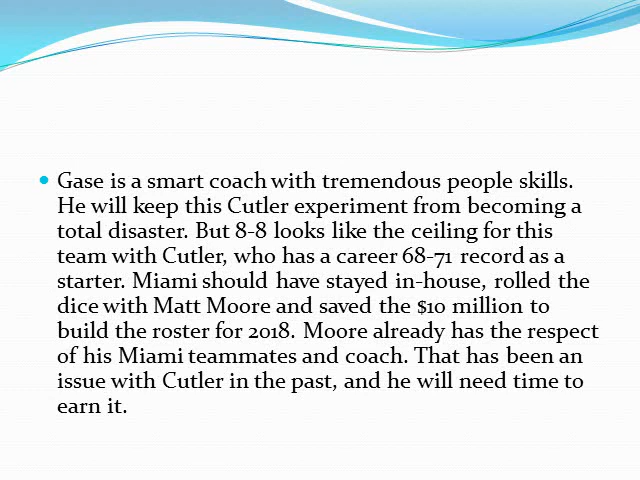 Gase is a smart coach with tremendous people skills.
He will keep this Cutler experiment from becoming a
total disaster. But 8-8 looks like the ceiling for this
team with Cutler, who has a career 68-71 record as a
starter. Miami should have stayed in-house, rolled the
dice with Matt Moore and saved the $10 million to
build the roster for 2018. Moore already has the respect
of his Miami teammates and coach. That has been an
issue with Cutler in the past, and he will need time to
earn it.